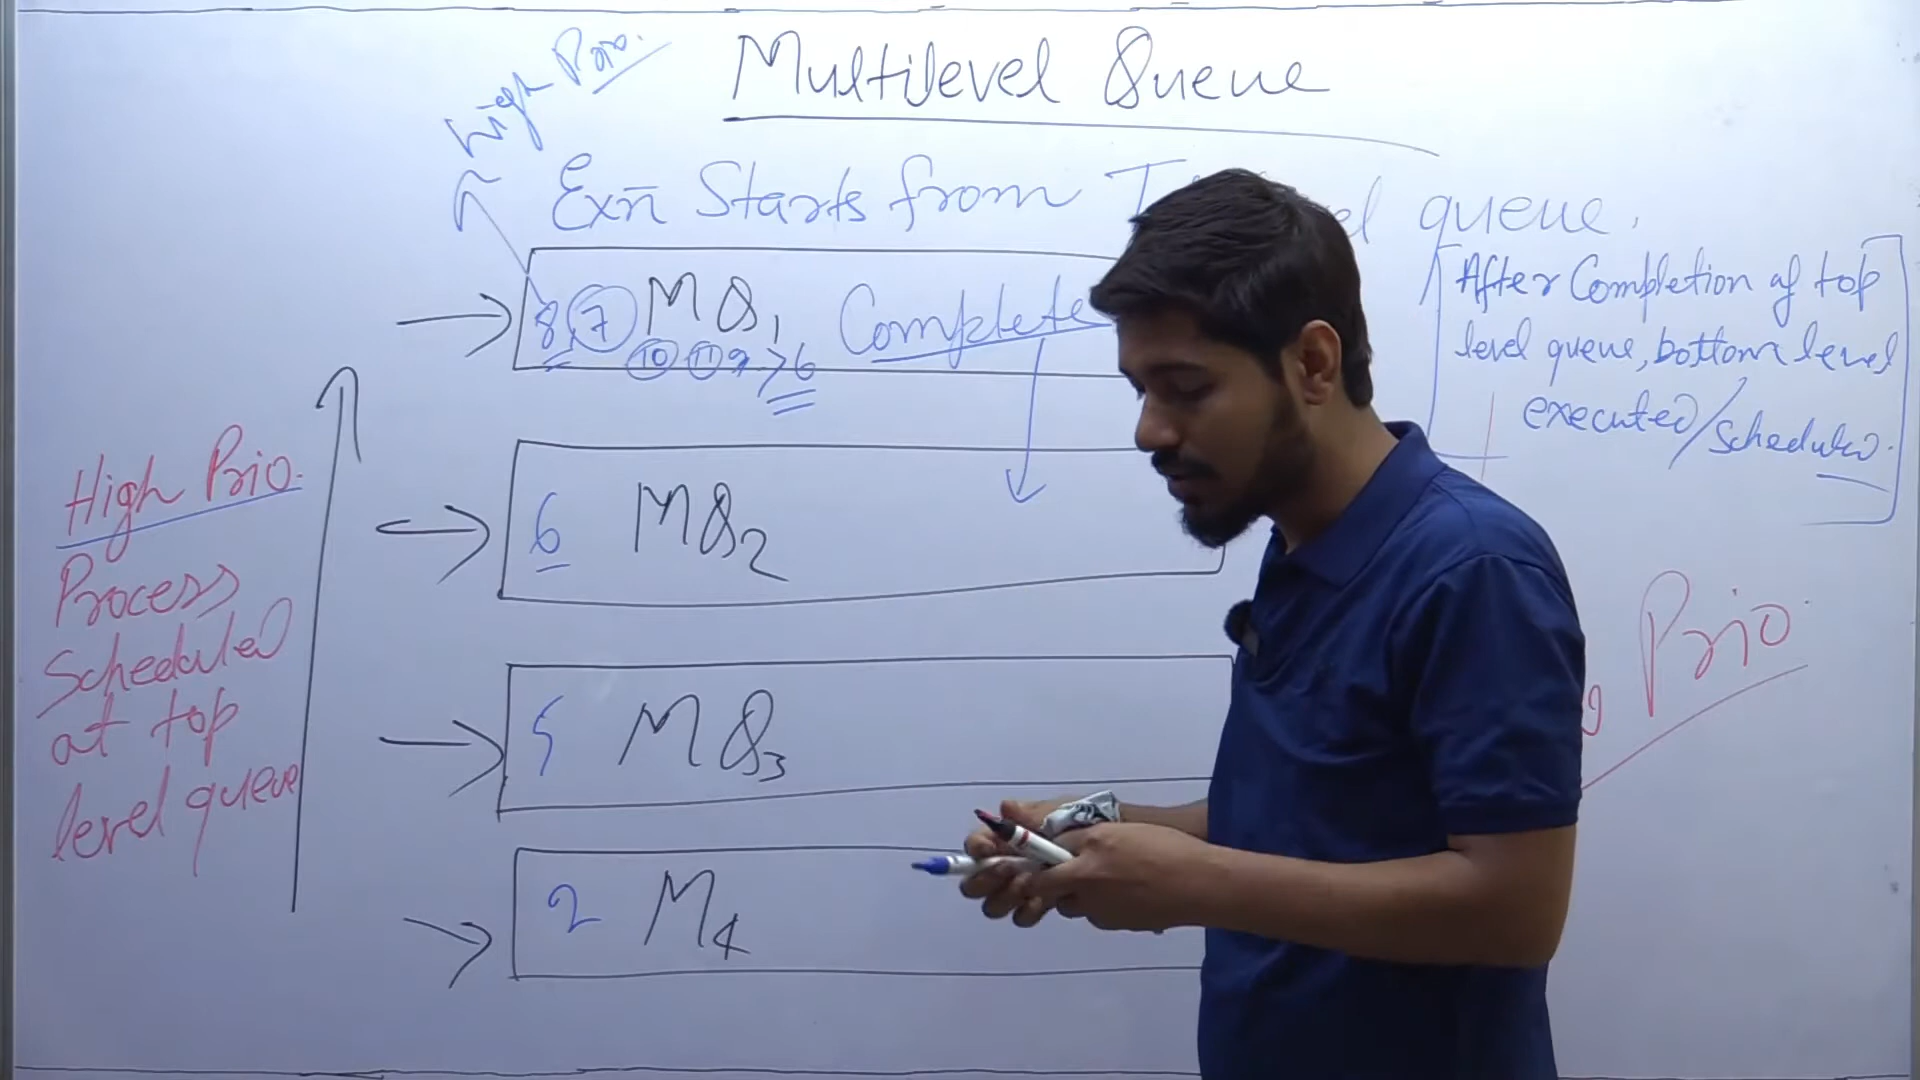 Multilevel Queue
High Prio.
Exn Starts from T el queue.
8, 7 MQ1 Complete
10 11 9 > 6
After Completion of top
level queue, bottom level
executed/scheduled.
6 MQ2
5 MQ3
2 M4
High Prio.
Process
Scheduled
at top
level queue
Prio.